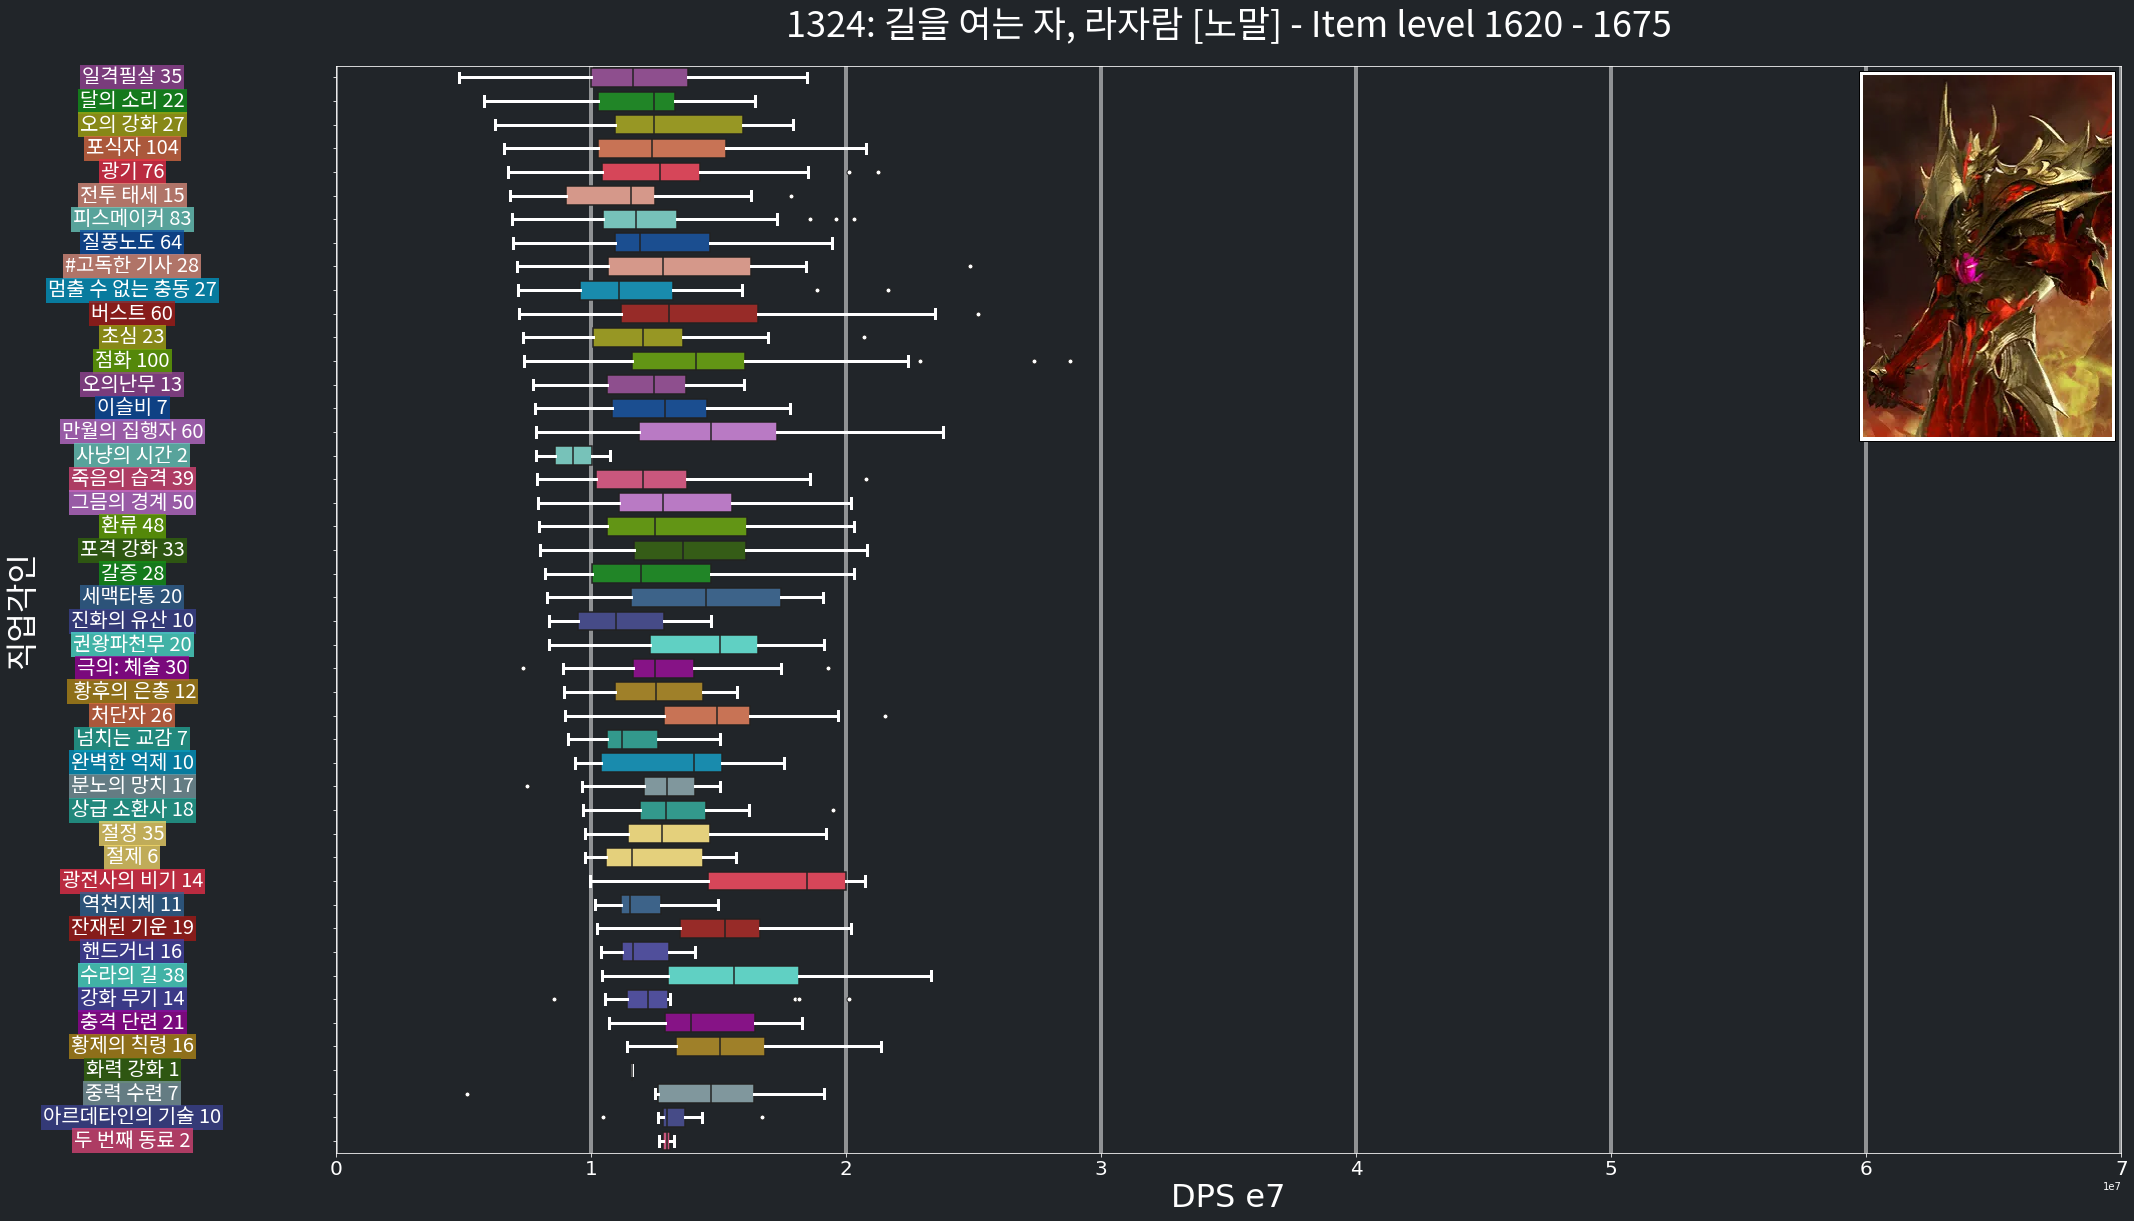 1324: 길을 여는 자, 라자람 [노말] - Item level 1620 - 1675
일격필살 35
달의 소리 22
오의 강화 27
포식자 104
광기 76
전투 태세 15
피스메이커 83
질풍노도 64
#고독한 기사 28
멈출 수 없는 충동 27
버스트 60
초심 23
점화 100
오의난무 13
이슬비 7
만월의 집행자 60
사냥의 시간 2
죽음의 습격 39
그믐의 경계 50
환류 48
포격 강화 33
갈증 28
세맥타통 20
진화의 유산 10
권왕파천무 20
극의: 체술 30
황후의 은총 12
처단자 26
넘치는 교감 7
완벽한 억제 10
분노의 망치 17
상급 소환사 18
절정 35
절제 6
광전사의 비기 14
역천지체 11
잔재된 기운 19
핸드거너 16
수라의 길 38
강화 무기 14
충격 단련 21
황제의 칙령 16
화력 강화 1
중력 수련 7
아르데타인의 기술 10
두 번째 동료 2
직업각인
0 1 2 3 4 5 6 7
1e7
DPS e7